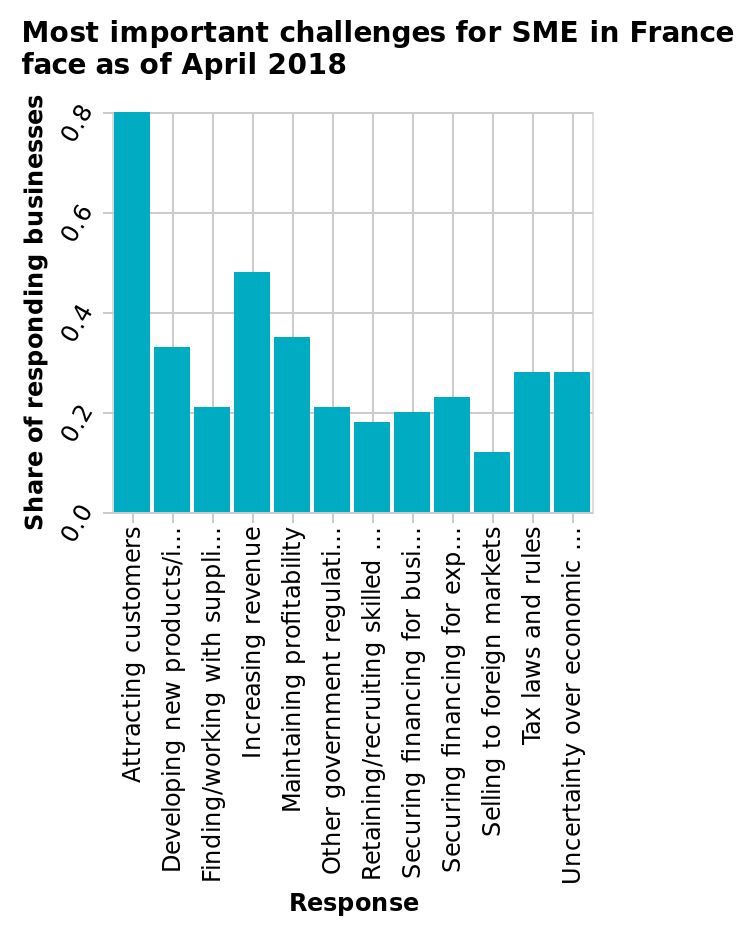 Most important challenges for SME in France
face as of April 2018
Share of responding businesses
0.8
0.6
0.4
0.2
0.0
Attracting customers
Developing new products/i...
Finding/working with suppli...
Increasing revenue
Maintaining profitability
Other government regulati...
Retaining/recruiting skilled ...
Securing financing for busi...
Securing financing for exp...
Selling to foreign markets
Tax laws and rules
Uncertainty over economic ...
Response